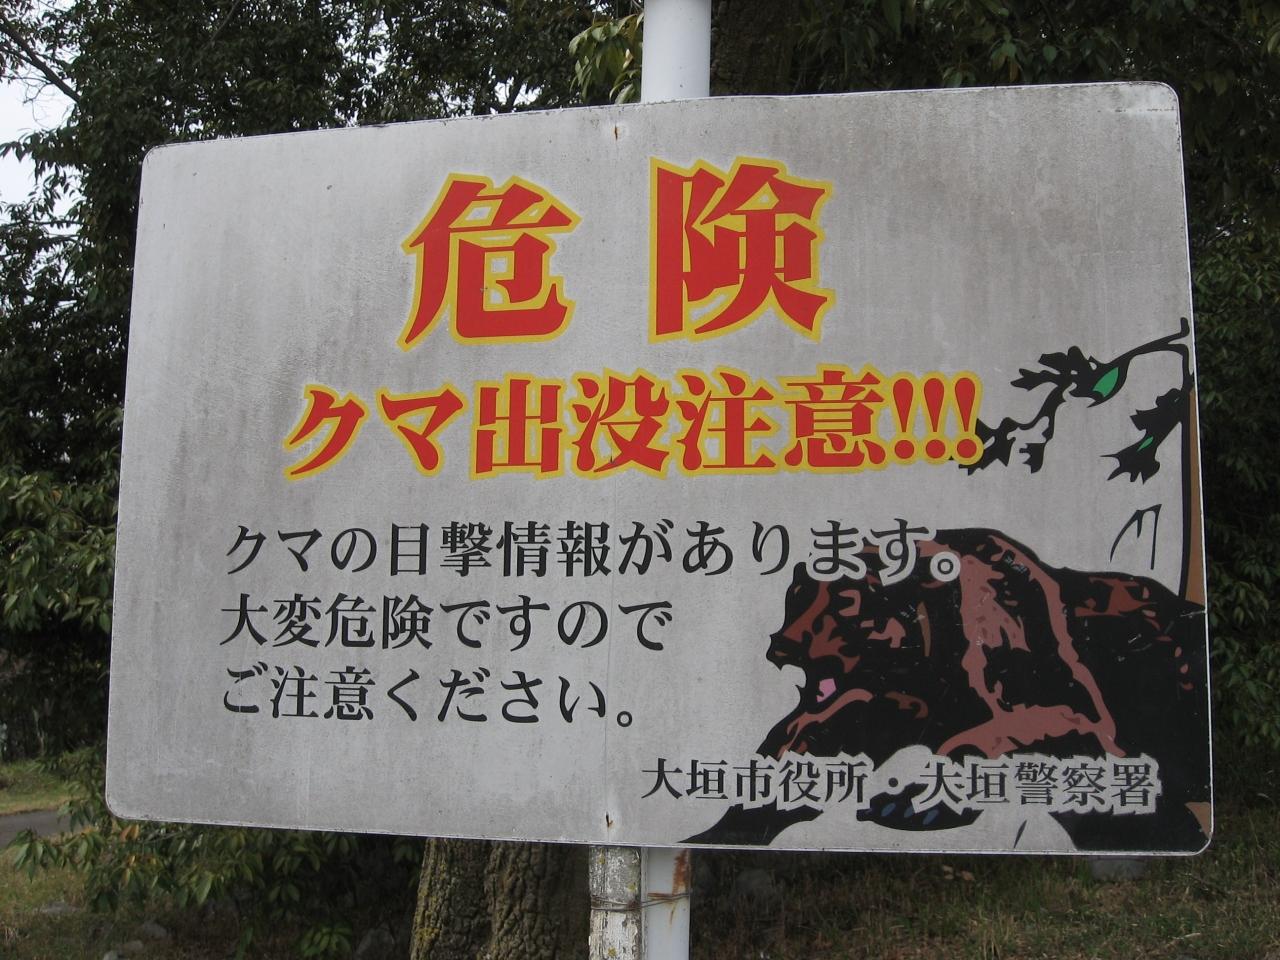 危険
クマ出没注意!!!
クマの目撃情報があります。
大変危険ですので
ご注意ください。
大垣市役所・大垣警察署